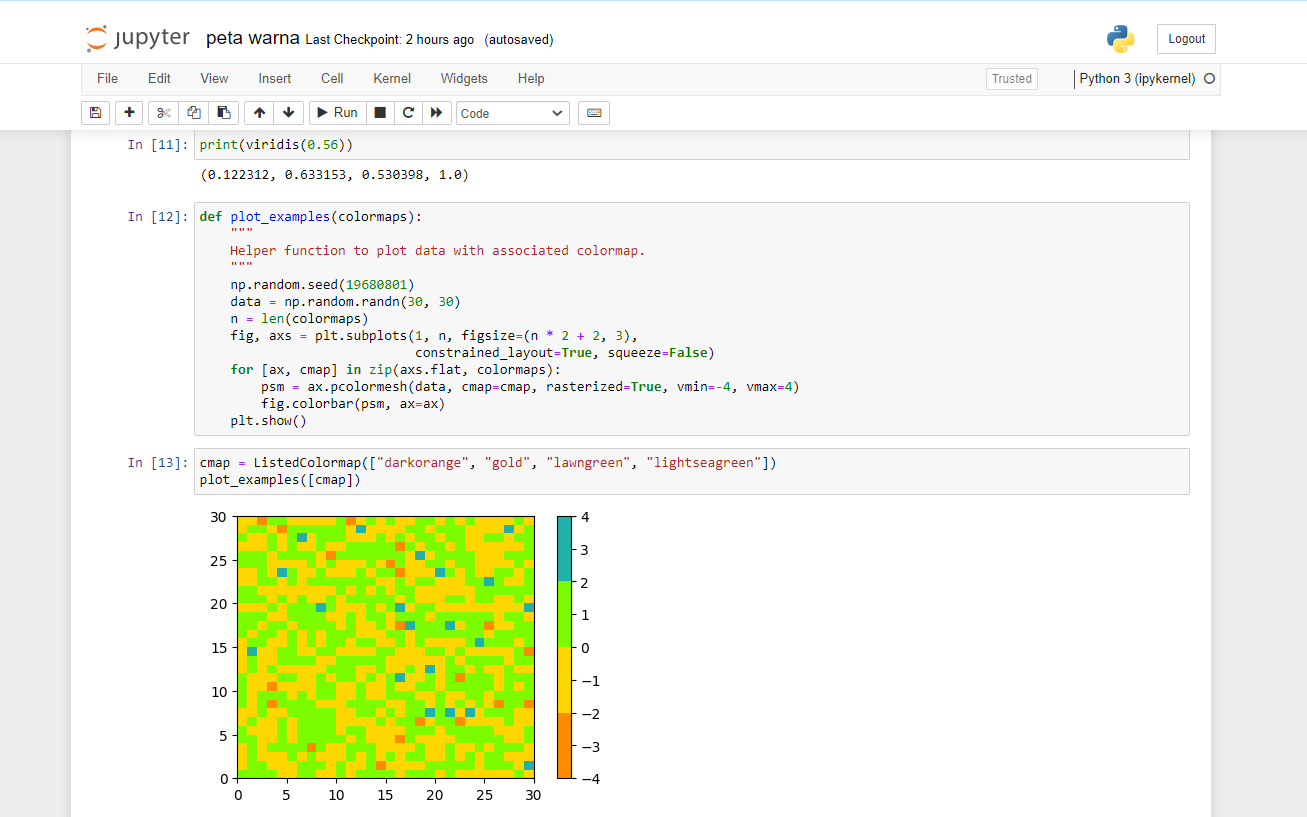 jupyter peta warna Last Checkpoint: 2 hours ago (autosaved) Logout
File Edit View Insert Cell Kernel Widgets Help Trusted Python 3 (ipykernel)
Run Code
In [11]: print(viridis(0.56))
(0.122312, 0.633153, 0.530398, 1.0)
In [12]: def plot_examples(colormaps):
    """
    Helper function to plot data with associated colormap.
    """
    np.random.seed(19680801)
    data = np.random.randn(30, 30)
    n = len(colormaps)
    fig, axs = plt.subplots(1, n, figsize=(n * 2 + 2, 3),
                            constrained_layout=True, squeeze=False)
    for [ax, cmap] in zip(axs.flat, colormaps):
        psm = ax.pcolormesh(data, cmap=cmap, rasterized=True, vmin=-4, vmax=4)
        fig.colorbar(psm, ax=ax)
    plt.show()
In [13]: cmap = ListedColormap(["darkorange", "gold", "lawngreen", "lightseagreen"])
plot_examples([cmap])
30
25
20
15
10
5
0
0 5 10 15 20 25 30
4
3
2
1
0
−1
−2
−3
−4